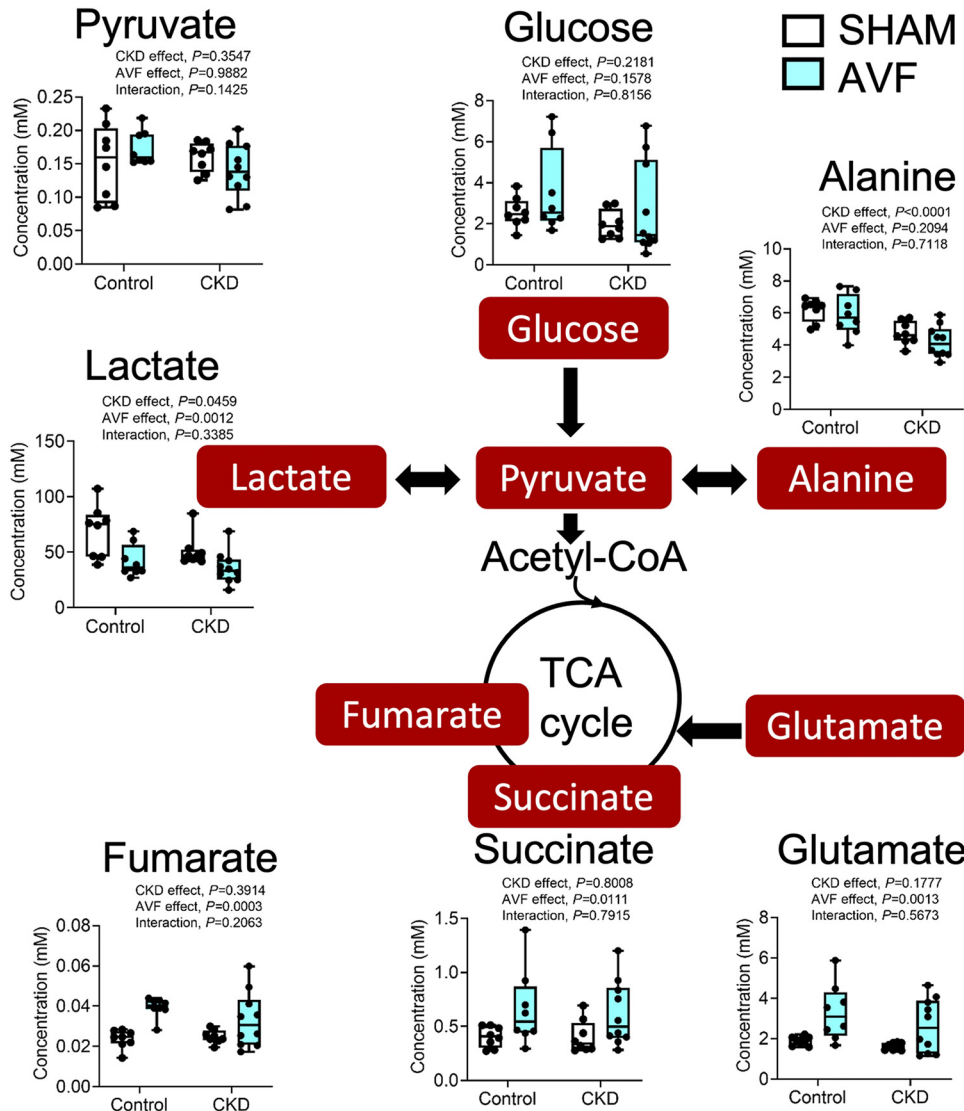 Pyruvate
CKD effect, P=0.3547
AVF effect, P=0.9882
Interaction, P=0.1425
Concentration (mM)
0.25
0.20
0.15
0.10
0.05
0.00
Control CKD
Glucose
CKD effect, P=0.2181
AVF effect, P=0.1578
Interaction, P=0.8156
Concentration (mM)
8
6
4
2
0
Control CKD
SHAM
AVF
Alanine
CKD effect, P<0.0001
AVF effect, P=0.2094
Interaction, P=0.7118
Concentration (mM)
10
8
6
4
2
0
Control CKD
Lactate
CKD effect, P=0.0459
AVF effect, P=0.0012
Interaction, P=0.3385
Concentration (mM)
150
100
50
0
Control CKD
Glucose
Lactate
Pyruvate
Alanine
Acetyl-CoA
TCA
cycle
Fumarate
Glutamate
Succinate
Fumarate
CKD effect, P=0.3914
AVF effect, P=0.0003
Interaction, P=0.2063
Concentration (mM)
0.08
0.06
0.04
0.02
0.00
Control CKD
Succinate
CKD effect, P=0.8008
AVF effect, P=0.0111
Interaction, P=0.7915
Concentration (mM)
1.5
1.0
0.5
0.0
Control CKD
Glutamate
CKD effect, P=0.1777
AVF effect, P=0.0013
Interaction, P=0.5673
Concentration (mM)
8
6
4
2
0
Control CKD